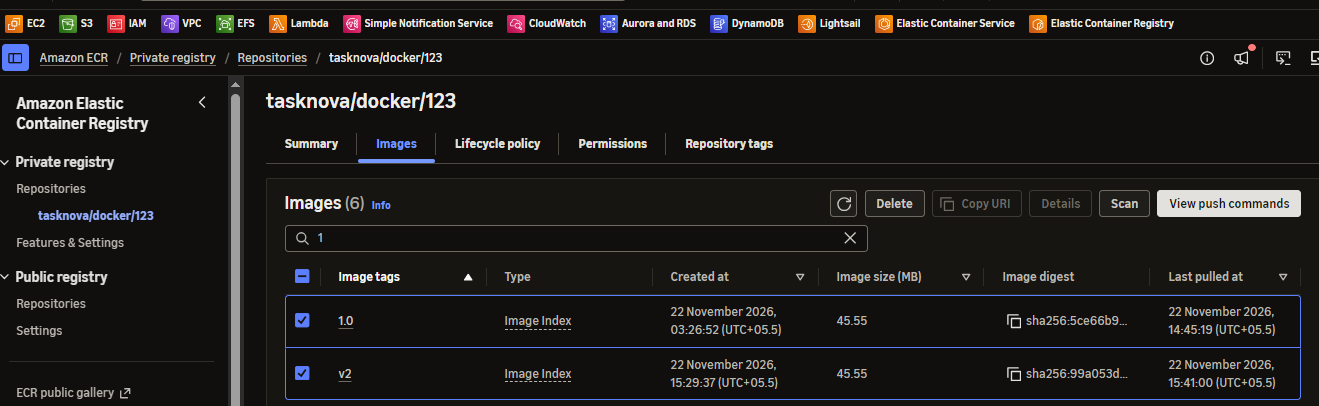 EC2 S3 IAM VPC EFS Lambda Simple Notification Service CloudWatch Aurora and RDS DynamoDB Lightsail Elastic Container Service Elastic Container Registry
Amazon ECR / Private registry / Repositories / tasknova/docker/123
Amazon Elastic
Container Registry
Private registry
Repositories
tasknova/docker/123
Features & Settings
Public registry
Repositories
Settings
ECR public gallery
tasknova/docker/123
Summary Images Lifecycle policy Permissions Repository tags
Images (6) Info Delete Copy URI Details Scan View push commands
1
Image tags Type Created at Image size (MB) Image digest Last pulled at
1.0 Image Index 22 November 2026, 45.55 sha256:5ce66b9... 22 November 2026,
03:26:52 (UTC+05.5) 14:45:19 (UTC+05.5)
v2 Image Index 22 November 2026, 45.55 sha256:99a053d... 22 November 2026,
15:29:37 (UTC+05.5) 15:41:00 (UTC+05.5)